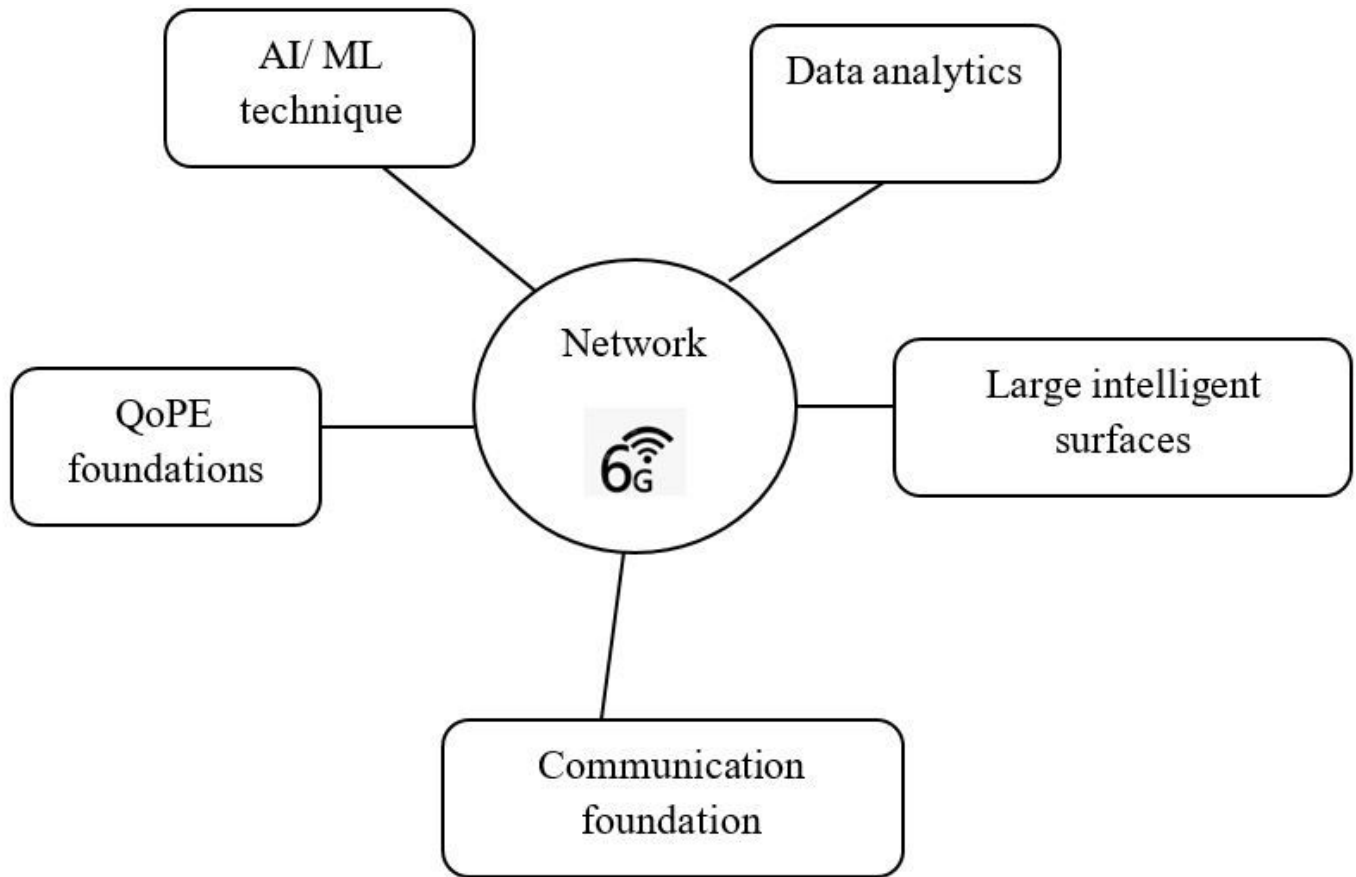 AI/ ML
technique
Data analytics
Network
6G
QoPE
foundations
Large intelligent
surfaces
Communication
foundation